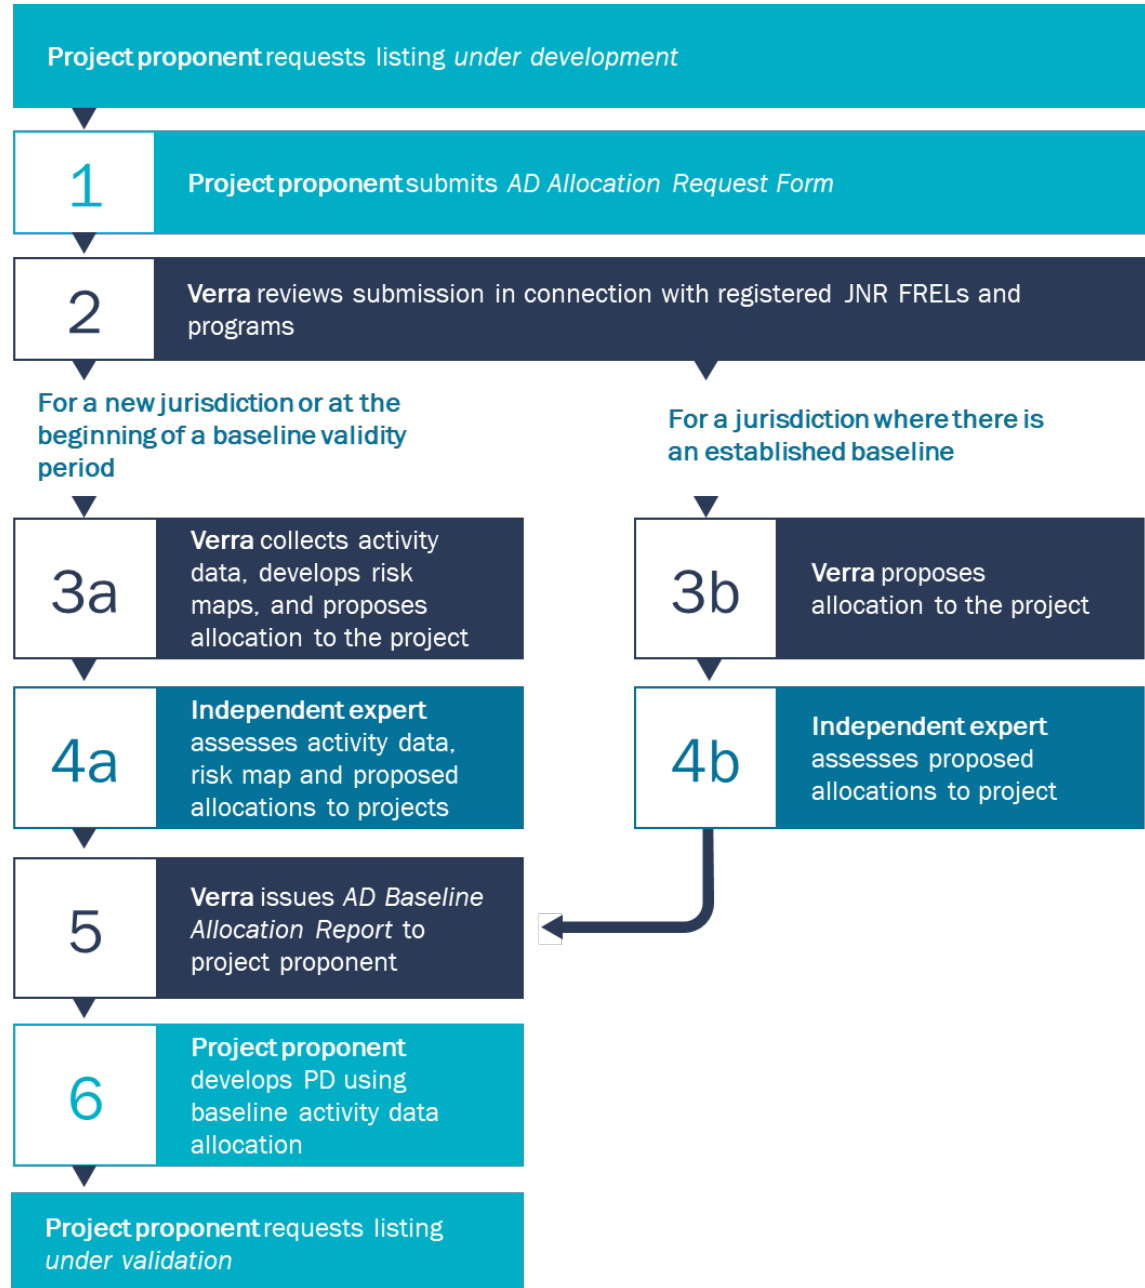 Project proponent requests listing under development
1
Project proponent submits AD Allocation Request Form
2
Verra reviews submission in connection with registered JNR FRELs and
programs
For a new jurisdiction or at the
beginning of a baseline validity
period
For a jurisdiction where there is
an established baseline
3a
Verra collects activity
data, develops risk
maps, and proposes
allocation to the project
3b
Verra proposes
allocation to the project
4a
Independent expert
assesses activity data,
risk map and proposed
allocations to projects
4b
Independent expert
assesses proposed
allocations to project
5
Verra issues AD Baseline
Allocation Report to
project proponent
6
Project proponent
develops PD using
baseline activity data
allocation
Project proponent requests listing
under validation